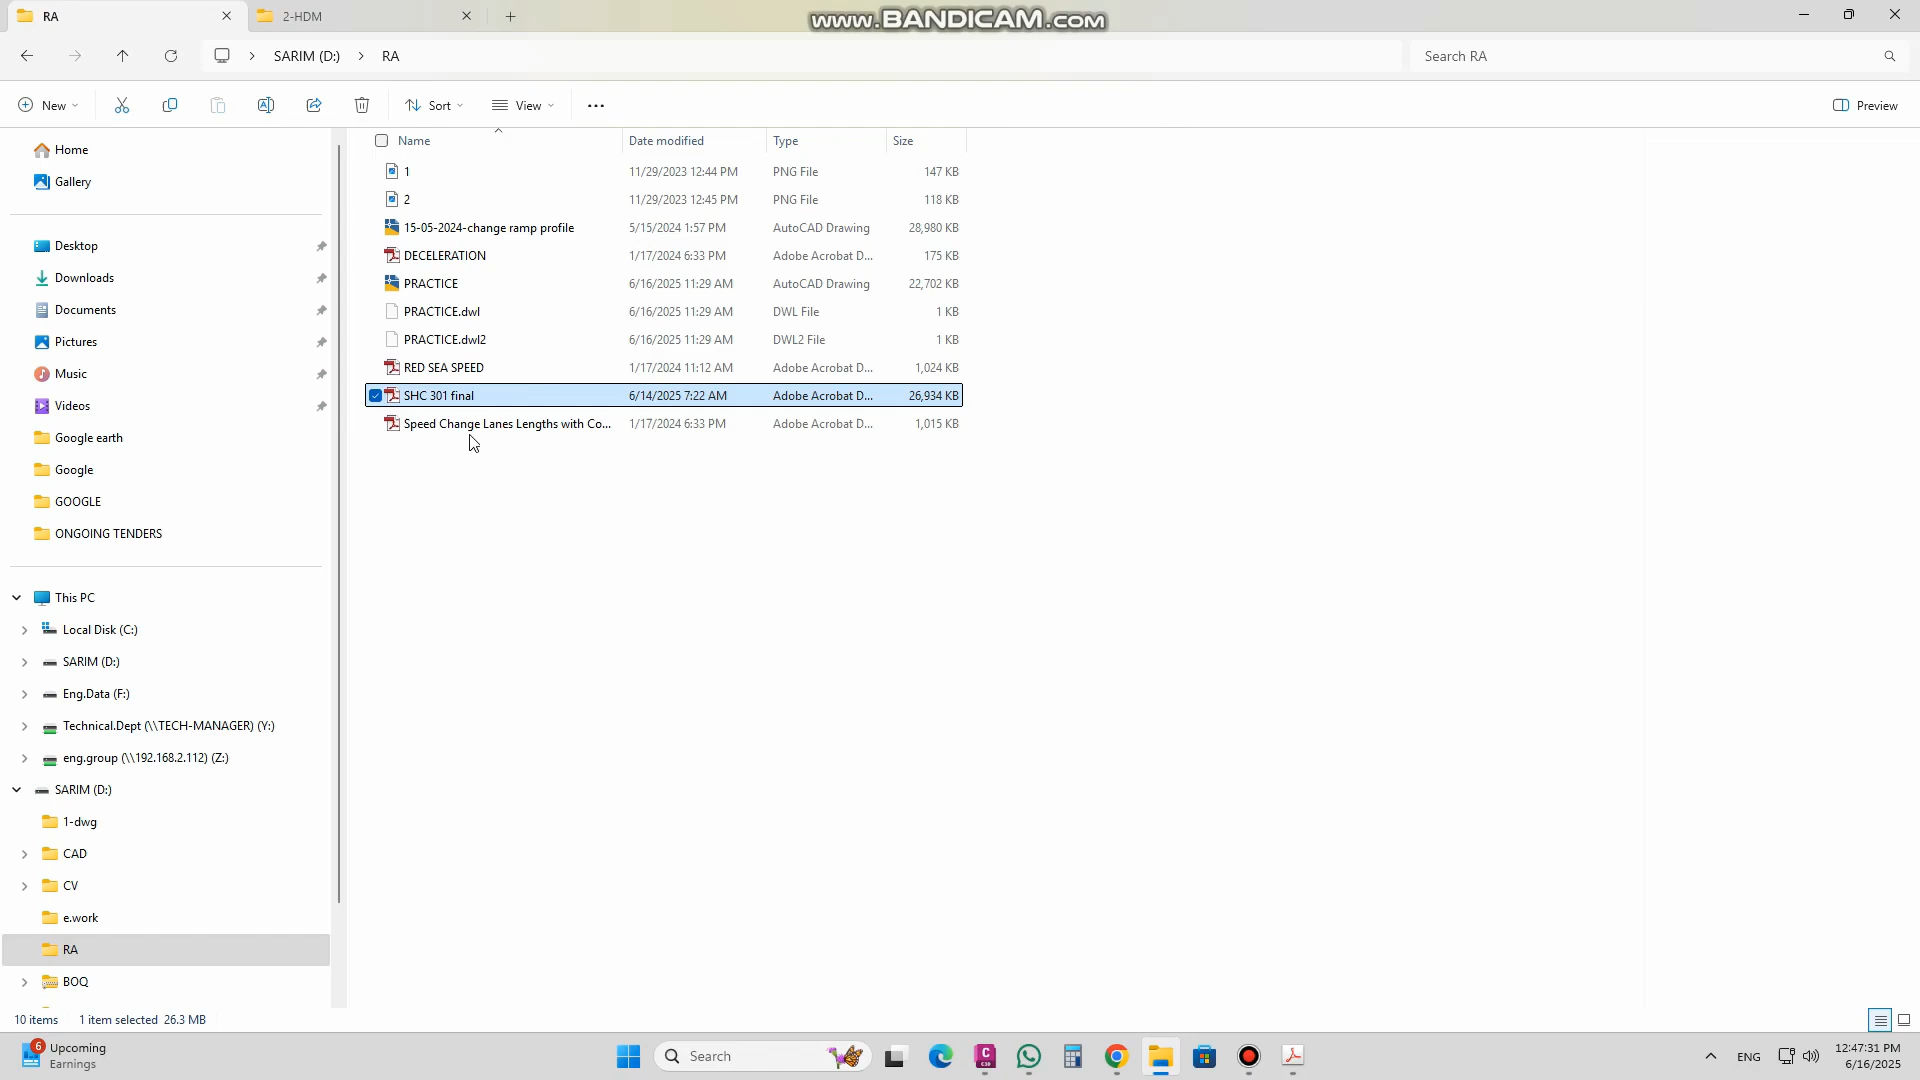 RA
2-HDM
www.BANDICAM.com
SARIM (D:)
RA
Search RA
New
Sort
View
Preview
Name
Date modified
Type
Size
1
11/29/2023 12:44 PM
PNG File
147 KB
2
11/29/2023 12:45 PM
PNG File
118 KB
15-05-2024-change ramp profile
5/15/2024 1:57 PM
AutoCAD Drawing
28,980 KB
DECELERATION
1/17/2024 6:33 PM
Adobe Acrobat D...
175 KB
PRACTICE
6/16/2025 11:29 AM
AutoCAD Drawing
22,702 KB
PRACTICE.dwl
6/16/2025 11:29 AM
DWL File
1 KB
PRACTICE.dwl2
6/16/2025 11:29 AM
DWL2 File
1 KB
RED SEA SPEED
1/17/2024 11:12 AM
Adobe Acrobat D...
1,024 KB
SHC 301 final
6/14/2025 7:22 AM
Adobe Acrobat D...
26,934 KB
Speed Change Lanes Lengths with Co...
1/17/2024 6:33 PM
Adobe Acrobat D...
1,015 KB
Home
Gallery
Desktop
Downloads
Documents
Pictures
Music
Videos
Google earth
Google
GOOGLE
ONGOING TENDERS
This PC
Local Disk (C:)
SARIM (D:)
Eng.Data (F:)
Technical.Dept (\\TECH-MANAGER) (Y:)
eng.group (\\192.168.2.112) (Z:)
SARIM (D:)
1-dwg
CAD
CV
e.work
RA
BOQ
10 items
1 item selected 26.3 MB
6
Upcoming
Earnings
Search
C
C3D
ENG
12:47:31 PM
6/16/2025